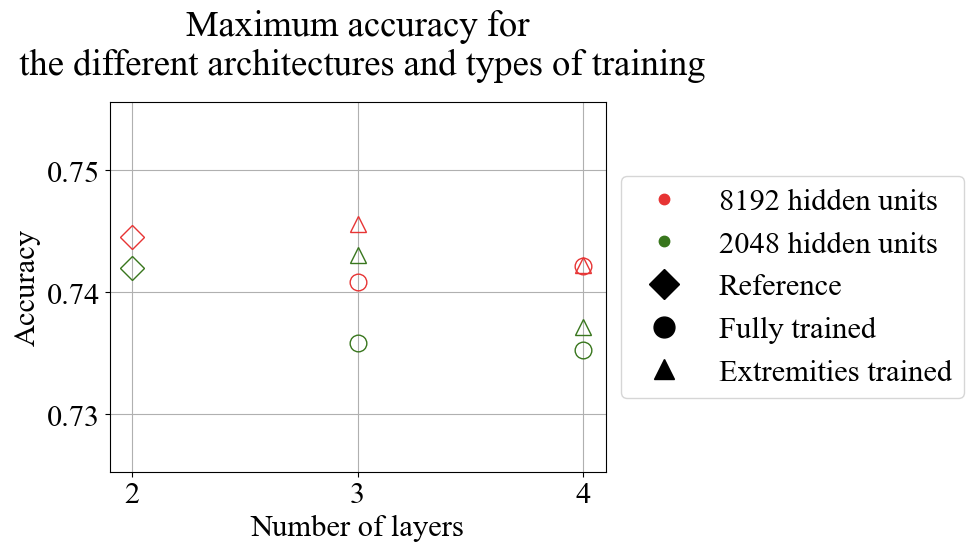 Maximum accuracy for
the different architectures and types of training
0.75
0.74
0.73
Accuracy
2 3 4
Number of layers
8192 hidden units
2048 hidden units
Reference
Fully trained
Extremities trained